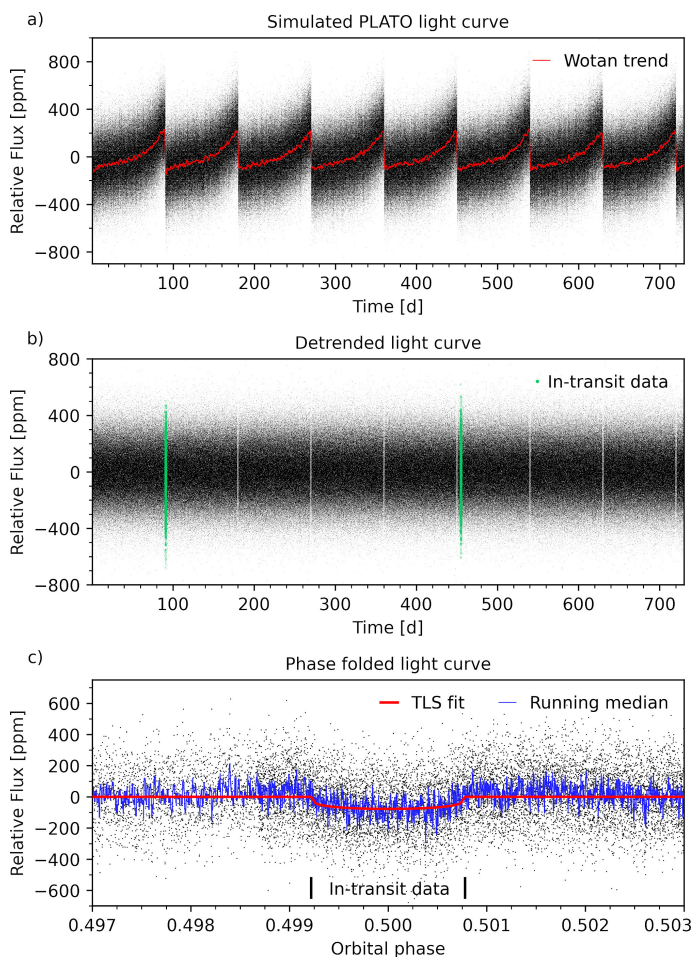 a)
Simulated PLATO light curve
Wotan trend
800
400
0
−400
−800
Relative Flux [ppm]
100 200 300 400 500 600 700
Time [d]
b)
Detrended light curve
In-transit data
800
400
0
−400
−800
Relative Flux [ppm]
100 200 300 400 500 600 700
Time [d]
c)
Phase folded light curve
TLS fit Running median
600
400
200
0
−200
−400
−600
Relative Flux [ppm]
In-transit data
0.497 0.498 0.499 0.500 0.501 0.502 0.503
Orbital phase